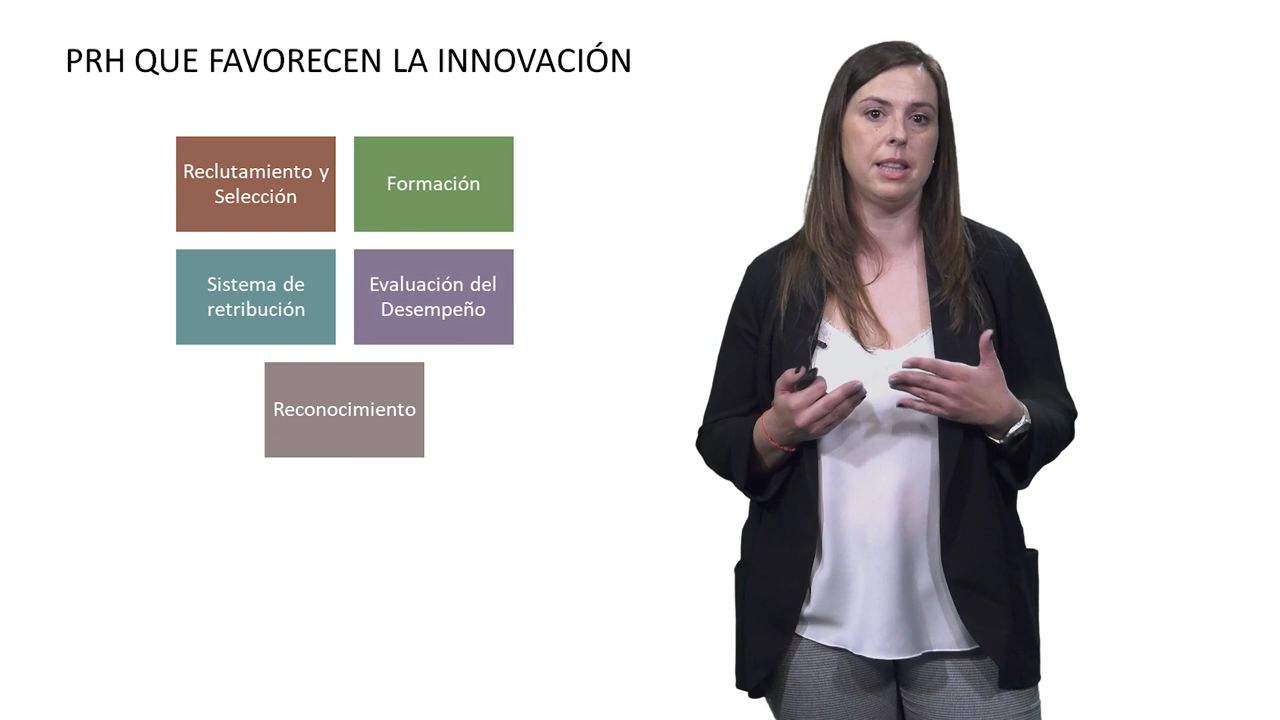 PRH QUE FAVORECEN LA INNOVACIÓN
Reclutamiento y
Selección
Formación
Sistema de
retribución
Evaluación del
Desempeño
Reconocimiento